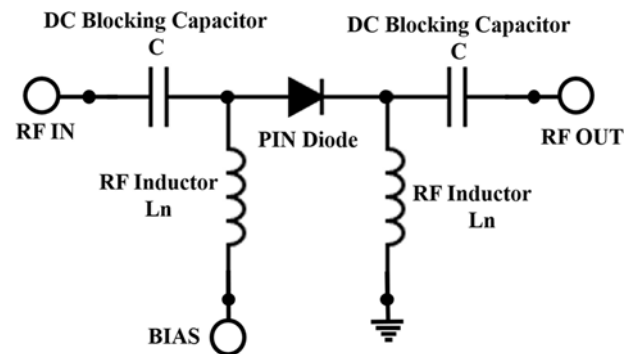 DC Blocking Capacitor
C
DC Blocking Capacitor
C
RF IN
PIN Diode
RF OUT
RF Inductor
Ln
RF Inductor
Ln
BIAS